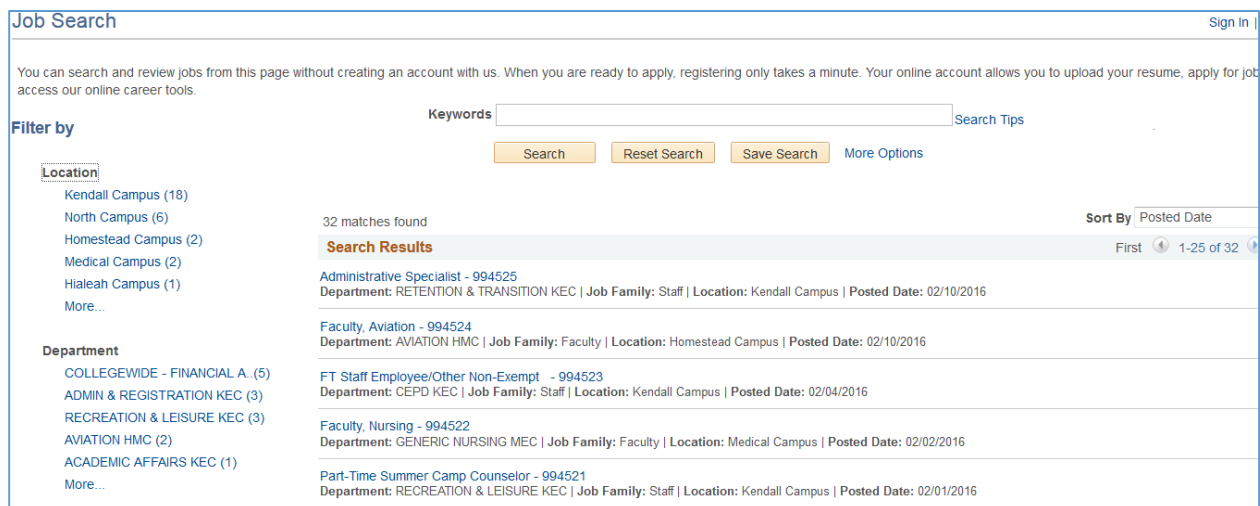 Job Search
Sign In |
You can search and review jobs from this page without creating an account with us. When you are ready to apply, registering only takes a minute. Your online account allows you to upload your resume, apply for job
access our online career tools.
Keywords
Search Tips
Filter by
Search
Reset Search
Save Search
More Options
Location
Kendall Campus (18)
North Campus (6)
Homestead Campus (2)
Medical Campus (2)
Hialeah Campus (1)
More...
Department
COLLEGEWIDE - FINANCIAL A..(5)
ADMIN & REGISTRATION KEC (3)
RECREATION & LEISURE KEC (3)
AVIATION HMC (2)
ACADEMIC AFFAIRS KEC (1)
More...
32 matches found
Sort By Posted Date
Search Results
First 1-25 of 32
Administrative Specialist - 994525
Department: RETENTION & TRANSITION KEC | Job Family: Staff | Location: Kendall Campus | Posted Date: 02/10/2016
Faculty, Aviation - 994524
Department: AVIATION HMC | Job Family: Faculty | Location: Homestead Campus | Posted Date: 02/10/2016
FT Staff Employee/Other Non-Exempt - 994523
Department: CEPD KEC | Job Family: Staff | Location: Kendall Campus | Posted Date: 02/04/2016
Faculty, Nursing - 994522
Department: GENERIC NURSING MEC | Job Family: Faculty | Location: Medical Campus | Posted Date: 02/02/2016
Part-Time Summer Camp Counselor - 994521
Department: RECREATION & LEISURE KEC | Job Family: Staff | Location: Kendall Campus | Posted Date: 02/01/2016